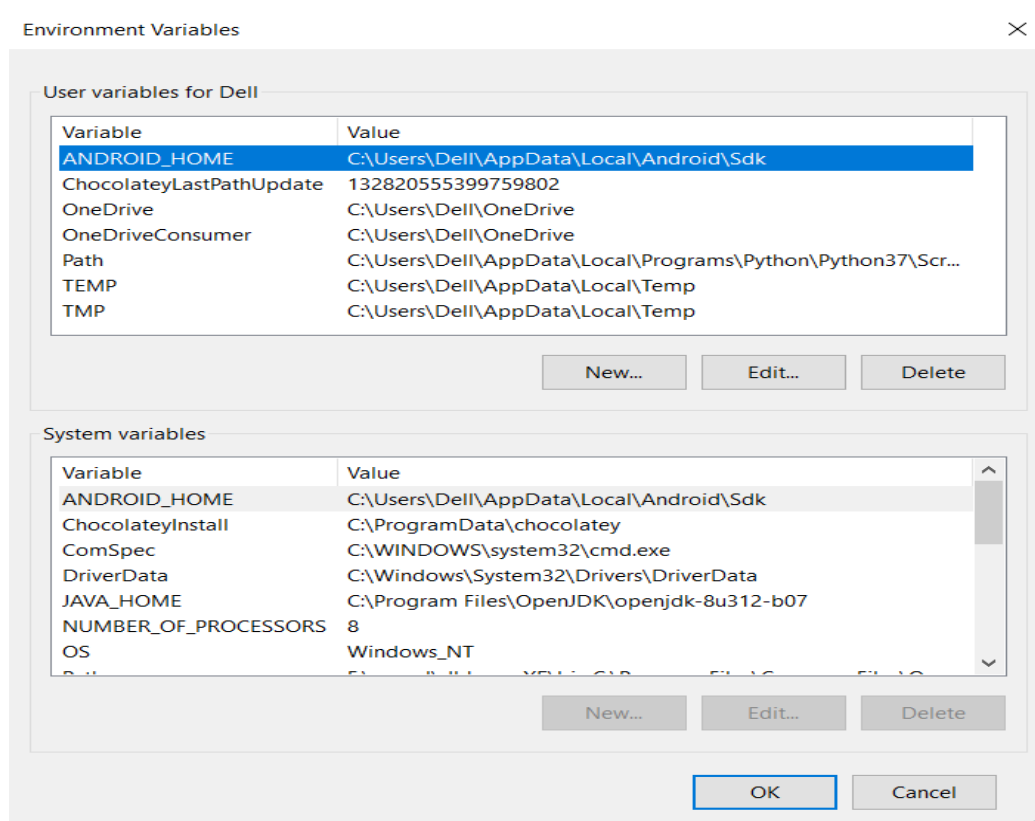 Environment Variables
User variables for Dell
Variable Value
ANDROID_HOME C:\Users\Dell\AppData\Local\Android\Sdk
ChocolateyLastPathUpdate 132820555399759802
OneDrive C:\Users\Dell\OneDrive
OneDriveConsumer C:\Users\Dell\OneDrive
Path C:\Users\Dell\AppData\Local\Programs\Python\Python37\Scr...
TEMP C:\Users\Dell\AppData\Local\Temp
TMP C:\Users\Dell\AppData\Local\Temp
New... Edit... Delete
System variables
Variable Value
ANDROID_HOME C:\Users\Dell\AppData\Local\Android\Sdk
ChocolateyInstall C:\ProgramData\chocolatey
ComSpec C:\WINDOWS\system32\cmd.exe
DriverData C:\Windows\System32\Drivers\DriverData
JAVA_HOME C:\Program Files\OpenJDK\openjdk-8u312-b07
NUMBER_OF_PROCESSORS 8
OS Windows_NT
New... Edit... Delete
OK Cancel